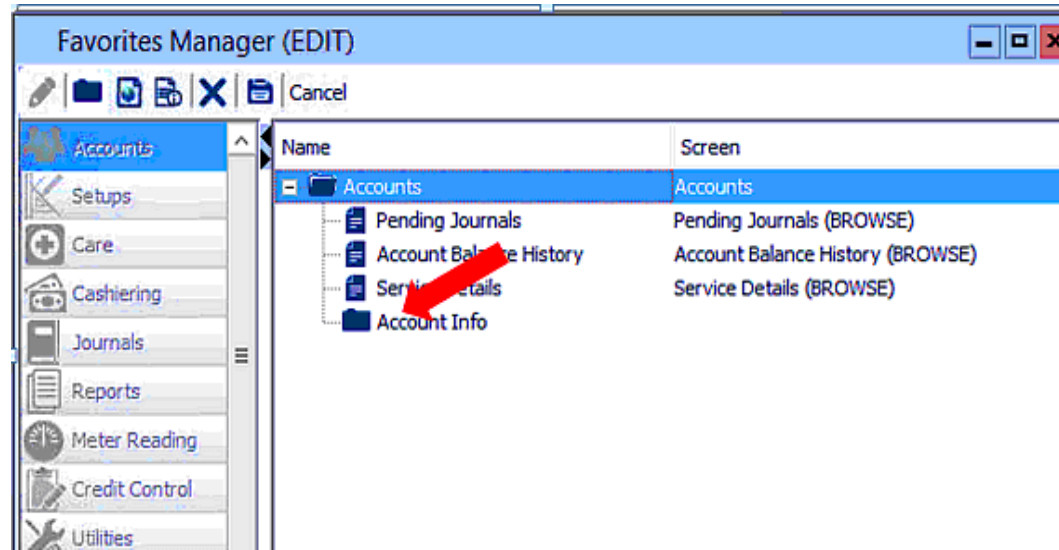 Favorites Manager (EDIT)
Cancel
Accounts
Setups
Care
Cashiering
Journals
Reports
Meter Reading
Credit Control
Utilities
Name Screen
Accounts Accounts
Pending Journals Pending Journals (BROWSE)
Account Balance History Account Balance History (BROWSE)
Service Details Service Details (BROWSE)
Account Info